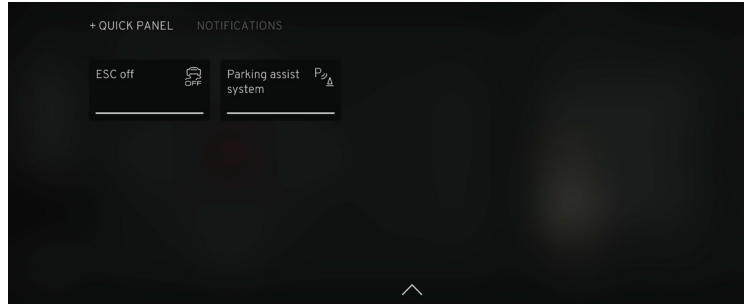 + QUICK PANEL NOTIFICATIONS
ESC off OFF
Parking assist P
system